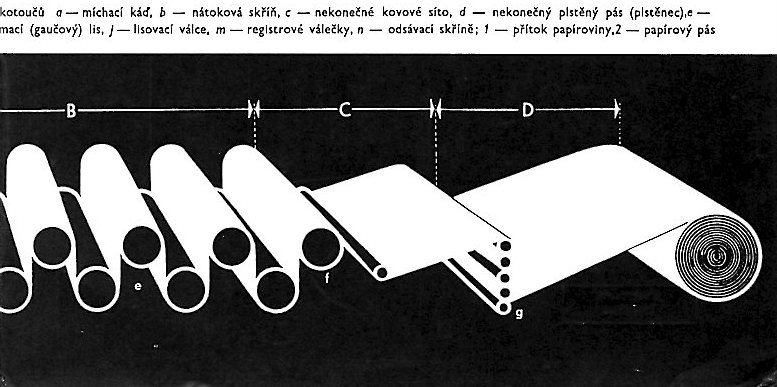 kotoučů a — míchací káď, b — nátoková skříň, c — nekonečné kovové síto, d — nekonečný plstěný pás (plstěnec),e —
mací (gaučový) lis, j — lisovací válce, m — registrové válečky, n — odsávací skříně; 1 — přítok papíroviny,2 — papírový pás
B C D
e f
g